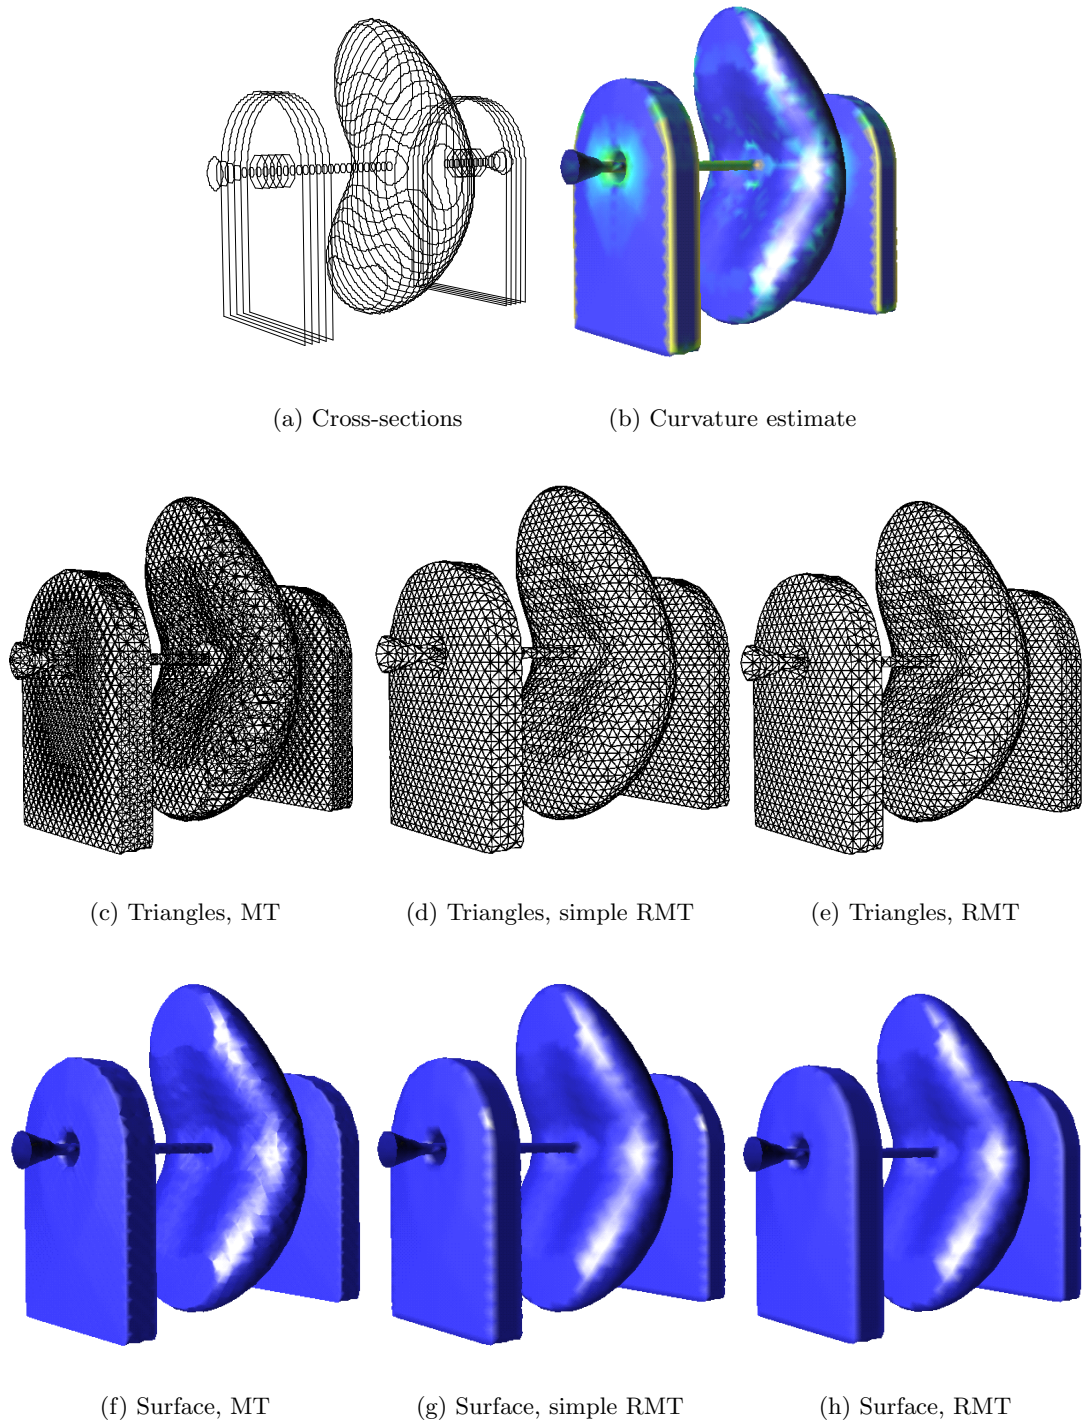 (a) Cross-sections
(b) Curvature estimate
(c) Triangles, MT
(d) Triangles, simple RMT
(e) Triangles, RMT
(f) Surface, MT
(g) Surface, simple RMT
(h) Surface, RMT